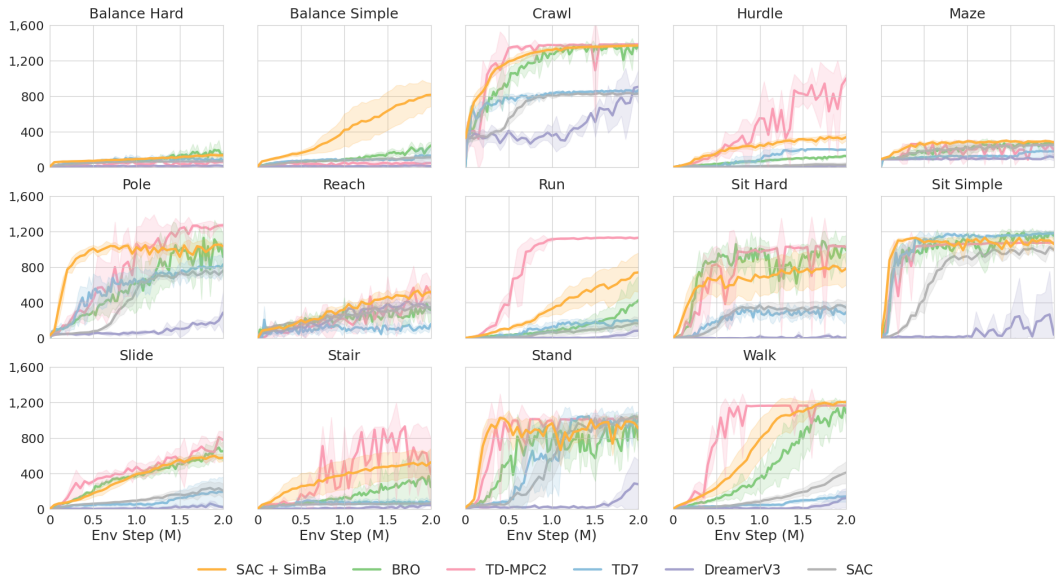 Balance Hard Balance Simple Crawl Hurdle Maze
1,600
1,200
800
400
0
Pole Reach Run Sit Hard Sit Simple
1,600
1,200
800
400
0
Slide Stair Stand Walk
1,600
1,200
800
400
0
0 0.5 1.0 1.5 2.0 0 0.5 1.0 1.5 2.0 0 0.5 1.0 1.5 2.0 0 0.5 1.0 1.5 2.0
Env Step (M) Env Step (M) Env Step (M) Env Step (M)
SAC + SimBa BRO TD-MPC2 TD7 DreamerV3 SAC